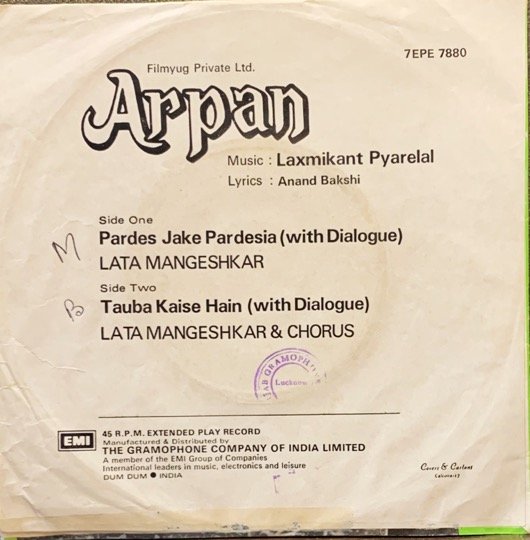 7EPE 7880
Filmyug Private Ltd.
Arpan
Music : Laxmikant Pyarelal
Lyrics : Anand Bakshi
Side One
M
Pardes Jake Pardesia (with Dialogue)
LATA MANGESHKAR
Side Two
B
Tauba Kaise Hain (with Dialogue)
LATA MANGESHKAR & CHORUS
GRAMOPHO
Lucknow
EMI
45 R.P.M. EXTENDED PLAY RECORD
Manufactured & Distributed by
THE GRAMOPHONE COMPANY OF INDIA LIMITED
A member of the EMI Group of Companies
International leaders in music, electronics and leisure
DUM DUM ● INDIA
Covers & Cartons